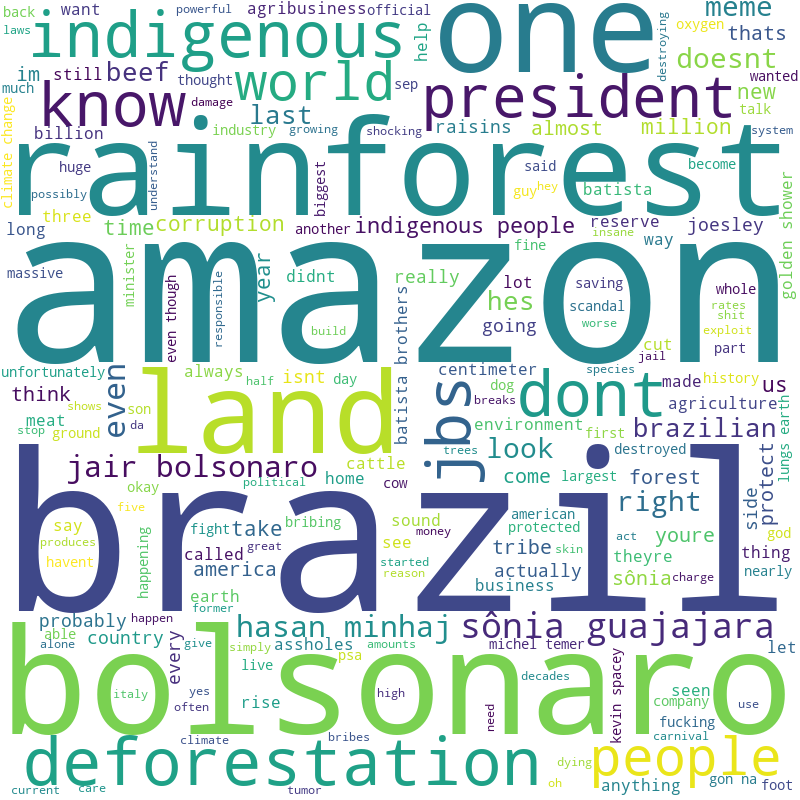 back
want
powerful
agribusiness
official
one
meme
laws
indigenous
help
destroying
oxygen
thats
im
still
beef
thought
world
sep
president
doesnt
wanted
much
know
damage
last
new
talk
climate change
billion
industry
growing
shocking
raisins
almost
million
system
rainforest
huge
understand
biggest
said
become
possibly
guy
hey
batista
golden shower
three
time
corruption
another
indigenous people
reserve
insane
joesley
long
way
fine
amazon
massive
minister
even though
responsible
year
didnt
really
lot
saving
whole
hes
scandal
rates
shit
build
batista brothers
going
worse
exploit
cut
jail
part
unfortunately
even
always
half
isnt
day
centimeter
species
made
history
us
think
land
jbs
dog
breaks
dont
agriculture
meat
shows
son
da
stop
ground
environment
first
brazilian
lungs earth
look
trees
destroyed
jair bolsonaro
cattle
come
largest
forest
side
protect
home
cow
right
okay
political
brazil
five
say
fight
take
bribing
sound
money
american
protected
act
youre
god
produces
havent
happening
called
great
see
started
reason
tribe
skin
theyre
thing
america
actually
business
sônia
charge
nearly
earth
former
probably
happen
hasan minhaj
sônia guajajara
able
alone
country
every
give
simply
assholes
psa
amounts
michel temer
let
live
decades
kevin spacey
bolsonaro
italy
yes
often
rise
high
need
seen
company
use
fucking
carnival
climate
bribes
deforestation
dying
people
current
care
tumor
oh
anything
gon na
foot